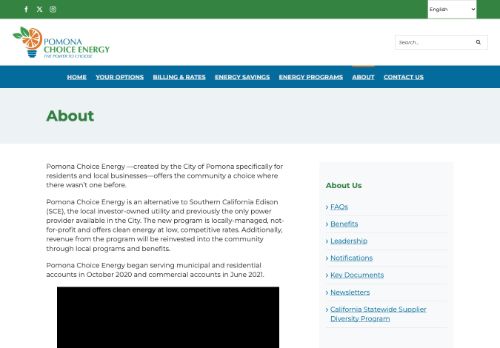 English
POMONA
CHOICE ENERGY
THE POWER TO CHOOSE
Search...
HOME YOUR OPTIONS BILLING & RATES ENERGY SAVINGS ENERGY PROGRAMS ABOUT CONTACT US
About
Pomona Choice Energy —created by the City of Pomona specifically for
residents and local businesses—offers the community a choice where
there wasn't one before.
Pomona Choice Energy is an alternative to Southern California Edison
(SCE), the local investor-owned utility and previously the only power
provider available in the City. The new program is locally-managed, not-
for-profit and offers clean energy at low, competitive rates. Additionally,
revenue from the program will be reinvested into the community
through local programs and benefits.
Pomona Choice Energy began serving municipal and residential
accounts in October 2020 and commercial accounts in June 2021.
About Us
FAQs
Benefits
Leadership
Notifications
Key Documents
Newsletters
California Statewide Supplier
Diversity Program